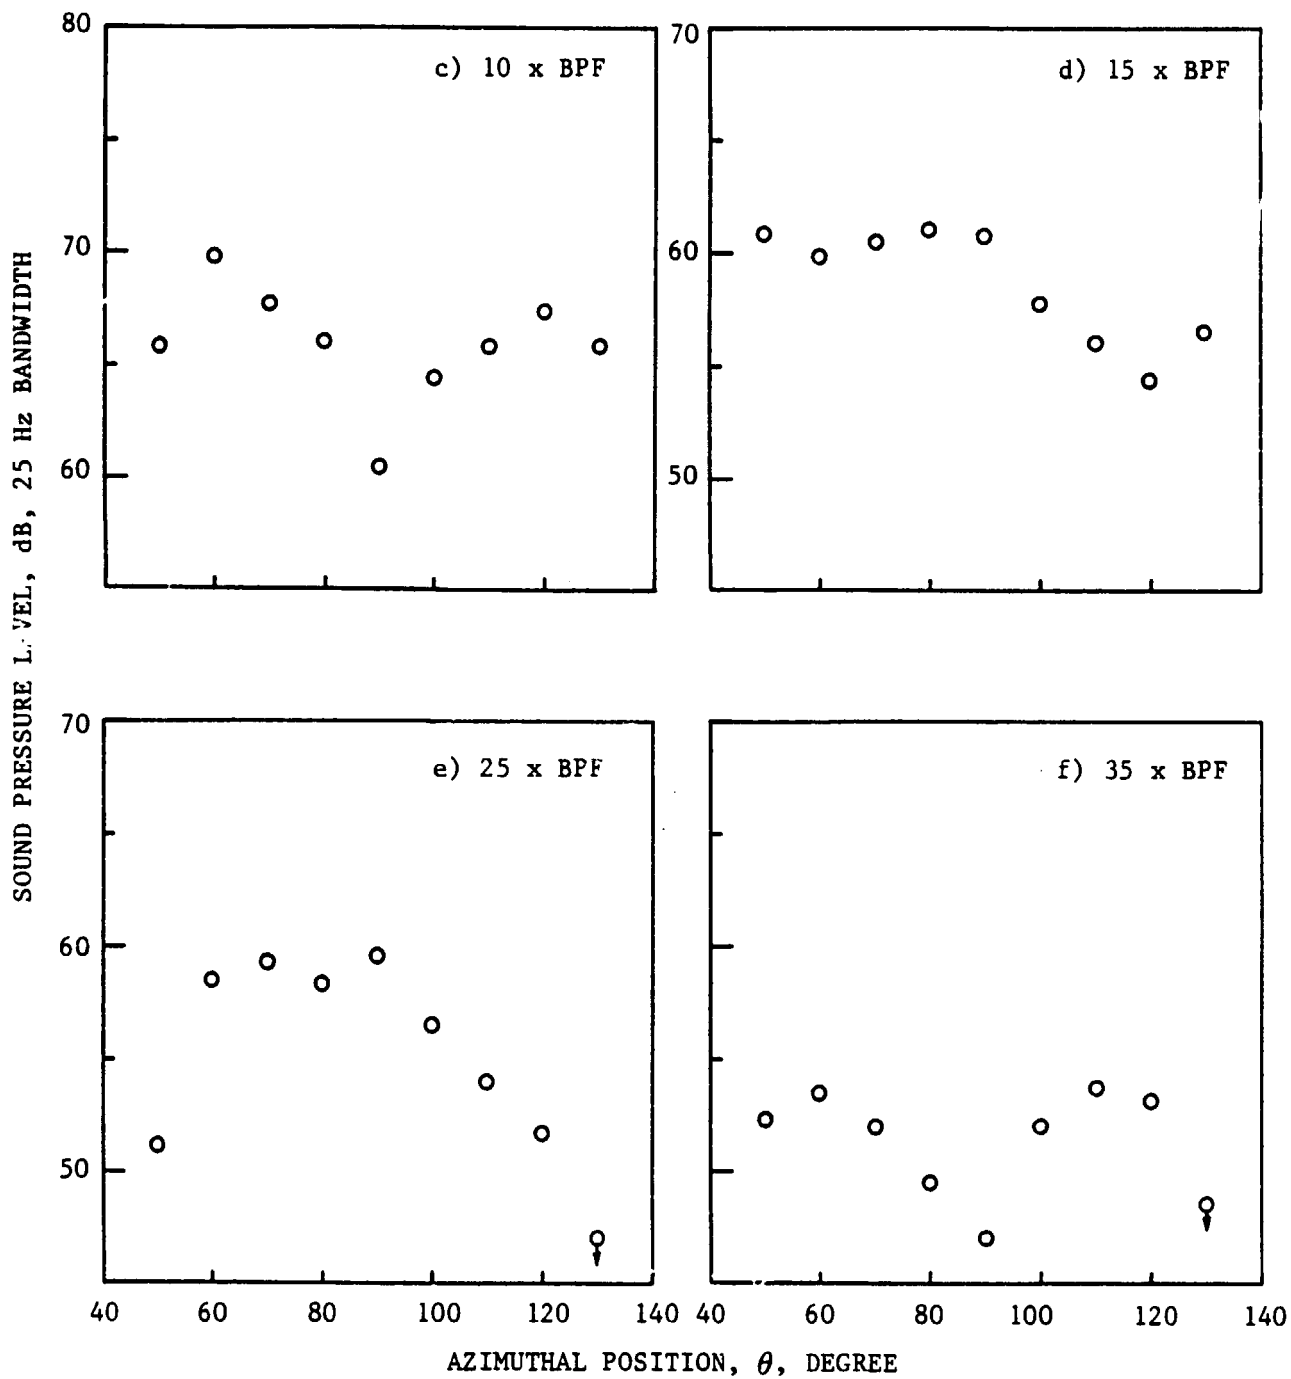 80
c) 10 x BPF
70
60
70
d) 15 x BPF
60
50
SOUND PRESSURE L VEL, dB, 25 Hz BANDWIDTH
70
e) 25 x BPF
60
50
f) 35 x BPF
40 60 80 100 120 140
40 60 80 100 120 140
AZIMUTHAL POSITION, θ, DEGREE